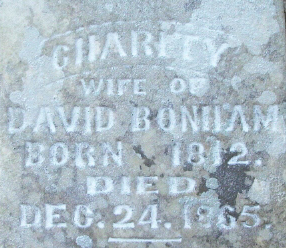 CHARITY
WIFE OF
DAVID BONHAM
BORN 1812.
DIED
DEC. 24. 1865.